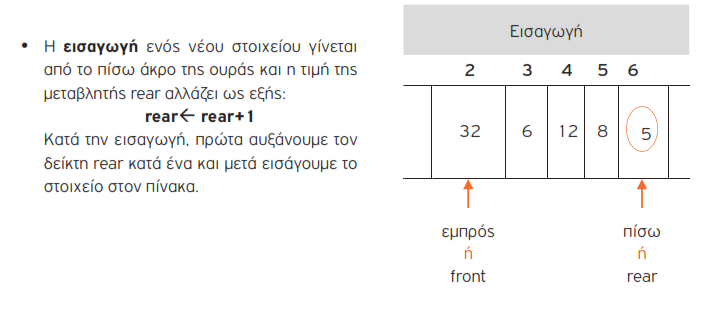 • Η εισαγωγή ενός νέου στοιχείου γίνεται
από το πίσω άκρο της ουράς και η τιμή της
μεταβλητής rear αλλάζει ως εξής:
rear← rear+1
Κατά την εισαγωγή, πρώτα αυξάνουμε τον
δείκτη rear κατά ένα και μετά εισάγουμε το
στοιχείο στον πίνακα.
Εισαγωγή
2 3 4 5 6
32 6 12 8 5
εμπρός πίσω
ή ή
front rear